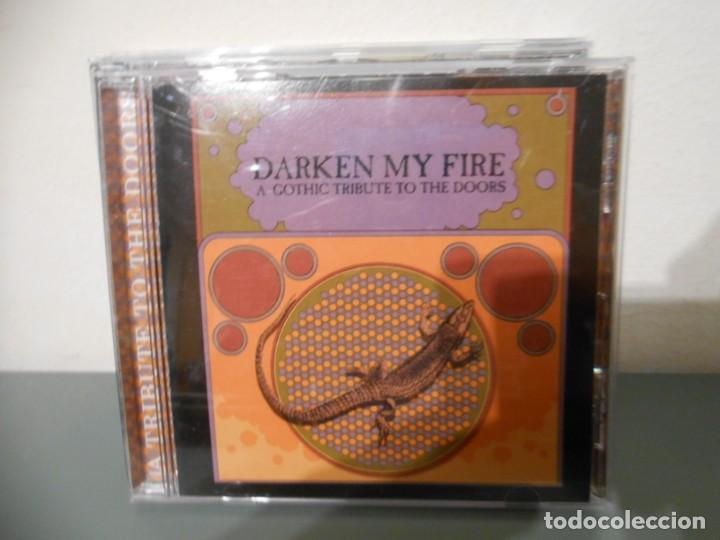 DARKEN MY FIRE
A GOTHIC TRIBUTE TO THE DOORS
A TRIBUTE TO THE DOORS
todocoleccion